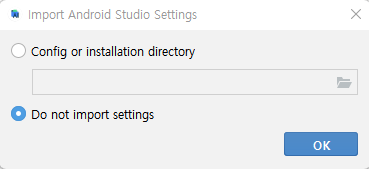 Import Android Studio Settings
Config or installation directory
Do not import settings
OK